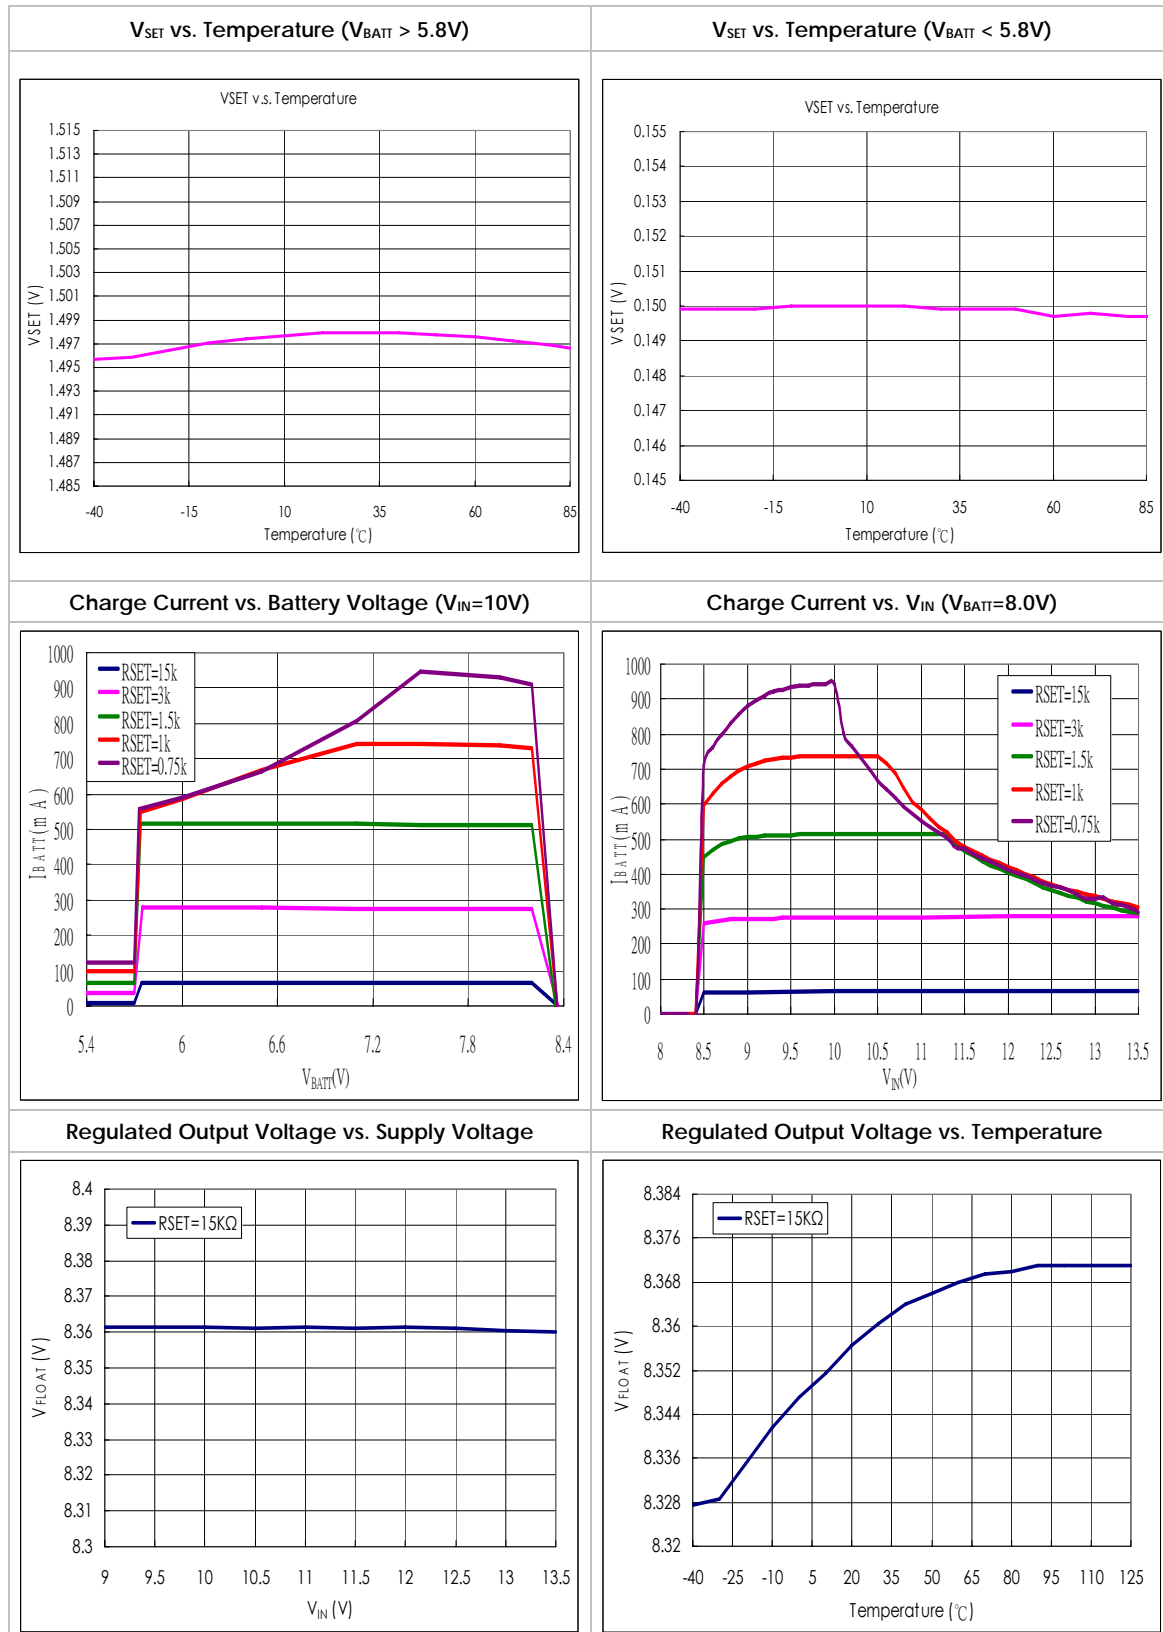 VSET vs. Temperature (VBATT > 5.8V)
VSET vs. Temperature (VBATT < 5.8V)
VSET v.s. Temperature
1.515
1.513
1.511
1.509
1.507
1.505
1.503
1.501
1.499
1.497
1.495
1.493
1.491
1.489
1.487
1.485
VSET (V)
-40 -15 10 35 60 85
Temperature (℃)
VSET vs. Temperature
0.155
0.154
0.153
0.152
0.151
0.150
0.149
0.148
0.147
0.146
0.145
VSET (V)
-40 -15 10 35 60 85
Temperature (℃)
Charge Current vs. Battery Voltage (VIN=10V)
Charge Current vs. VIN (VBATT=8.0V)
1000
900
800
700
600
500
400
300
200
100
0
IBATT(mA)
RSET=15k
RSET=3k
RSET=1.5k
RSET=1k
RSET=0.75k
5.4 6 6.6 7.2 7.8 8.4
VBATT(V)
1000
900
800
700
600
500
400
300
200
100
0
IBATT(mA)
RSET=15k
RSET=3k
RSET=1.5k
RSET=1k
RSET=0.75k
8 8.5 9 9.5 10 10.5 11 11.5 12 12.5 13 13.5
VIN(V)
Regulated Output Voltage vs. Supply Voltage
Regulated Output Voltage vs. Temperature
8.4
8.39
8.38
8.37
8.36
8.35
8.34
8.33
8.32
8.31
8.3
VFLOAT (V)
RSET=15KΩ
9 9.5 10 10.5 11 11.5 12 12.5 13 13.5
VIN (V)
8.384
8.376
8.368
8.36
8.352
8.344
8.336
8.328
8.32
VFLOAT (V)
RSET=15KΩ
-40 -25 -10 5 20 35 50 65 80 95 110 125
Temperature (℃)